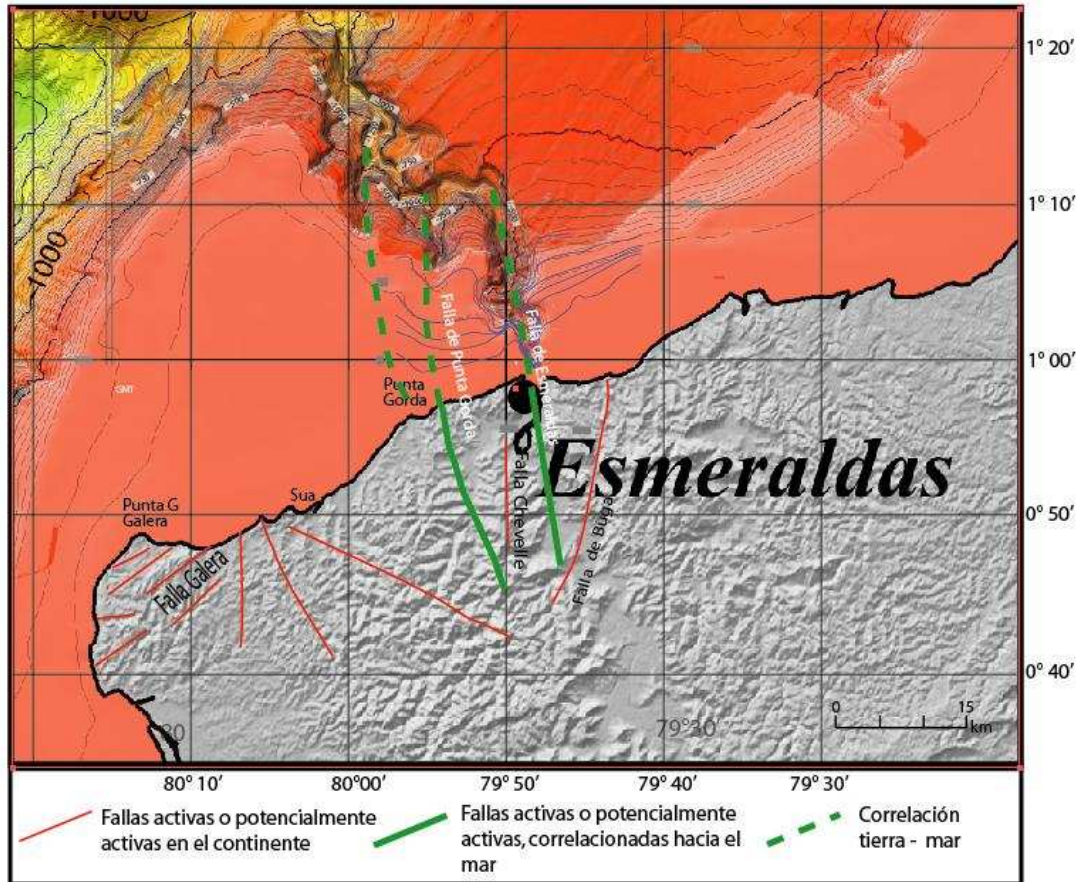 -1000
1° 20'
1° 10'
1000
Falla de Punta Gorda
Falla de Esmeraldas
1° 00'
GMT
Punta
Gorda
Esmeraldas
Falla Chevelle
Falla de Buga
0° 50'
Sua
Punta G
Galera
Falla Galera
0° 40'
0 15
km
20
79°30'
80° 10'
80° 00'
79° 50'
79° 40'
79° 30'
Fallas activas o potencialmente
activas en el continente
Fallas activas o potencialmente
activas, correlacionadas hacia el
mar
Correlación
tierra - mar